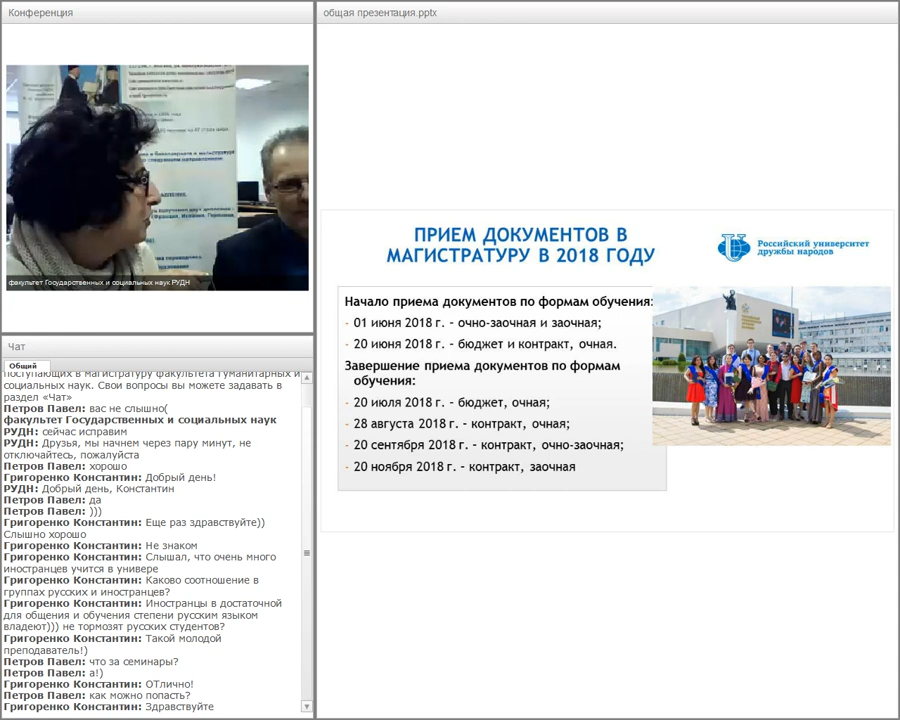 Конференция
факультет Государственных и социальных наук РУДН
Чат
Общий
поступающих в магистратуру факультета гуманитарных и
социальных наук. Свои вопросы вы можете задавать в
раздел «Чат»
Петров Павел: вас не слышно(
факультет Государственных и социальных наук
РУДН: сейчас исправим
РУДН: Друзья, мы начнем через пару минут, не
отключайтесь, пожалуйста
Петров Павел: хорошо
Григоренко Константин: Добрый день!
РУДН: Добрый день, Константин
Петров Павел: да
Петров Павел: )))
Григоренко Константин: Еще раз здравствуйте))
Слышно хорошо
Григоренко Константин: Не знаком
Григоренко Константин: Слышал, что очень много
иностранцев учится в универе
Григоренко Константин: Каково соотношение в
группах русских и иностранцев?
Григоренко Константин: Иностранцы в достаточной
для общения и обучения степени русским языком
владеют))) не тормозят русских студентов?
Григоренко Константин: Такой молодой
преподаватель!)
Петров Павел: что за семинары?
Петров Павел: а!)
Григоренко Константин: ОТлично!
Петров Павел: как можно попасть?
Григоренко Константин: Здравствуйте
общая презентация.pptx
ПРИЕМ ДОКУМЕНТОВ В
МАГИСТРАТУРУ В 2018 ГОДУ
Российский университет
дружбы народов
Начало приема документов по формам обучения:
- 01 июня 2018 г. – очно-заочная и заочная;
- 20 июня 2018 г. – бюджет и контракт, очная.
Завершение приема документов по формам
обучения:
- 20 июля 2018 г. – бюджет, очная;
- 28 августа 2018 г. – контракт, очная;
- 20 сентября 2018 г. – контракт, очно-заочная;
- 20 ноября 2018 г. – контракт, заочная